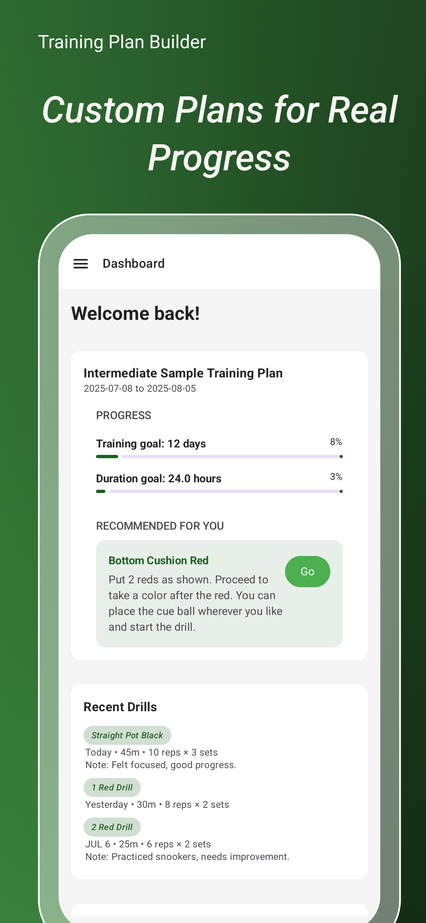 Training Plan Builder
Custom Plans for Real
Progress
Dashboard
Welcome back!
Intermediate Sample Training Plan
2025-07-08 to 2025-08-05
PROGRESS
Training goal: 12 days 8%
Duration goal: 24.0 hours 3%
RECOMMENDED FOR YOU
Bottom Cushion Red
Put 2 reds as shown. Proceed to
take a color after the red. You can
place the cue ball wherever you like
and start the drill.
Go
Recent Drills
Straight Pot Black
Today • 45m • 10 reps × 3 sets
Note: Felt focused, good progress.
1 Red Drill
Yesterday • 30m • 8 reps × 2 sets
2 Red Drill
JUL 6 • 25m • 6 reps × 2 sets
Note: Practiced snookers, needs improvement.